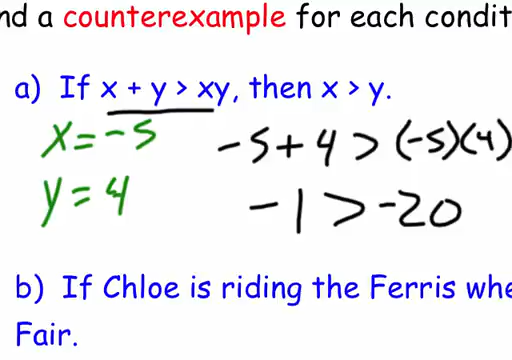 nd a counterexample for each condit
a) If x + y > xy, then x > y.
x = -5 -5 + 4 > (-5)(4)
y = 4 -1 > -20
b) If Chloe is riding the Ferris whe
Fair.